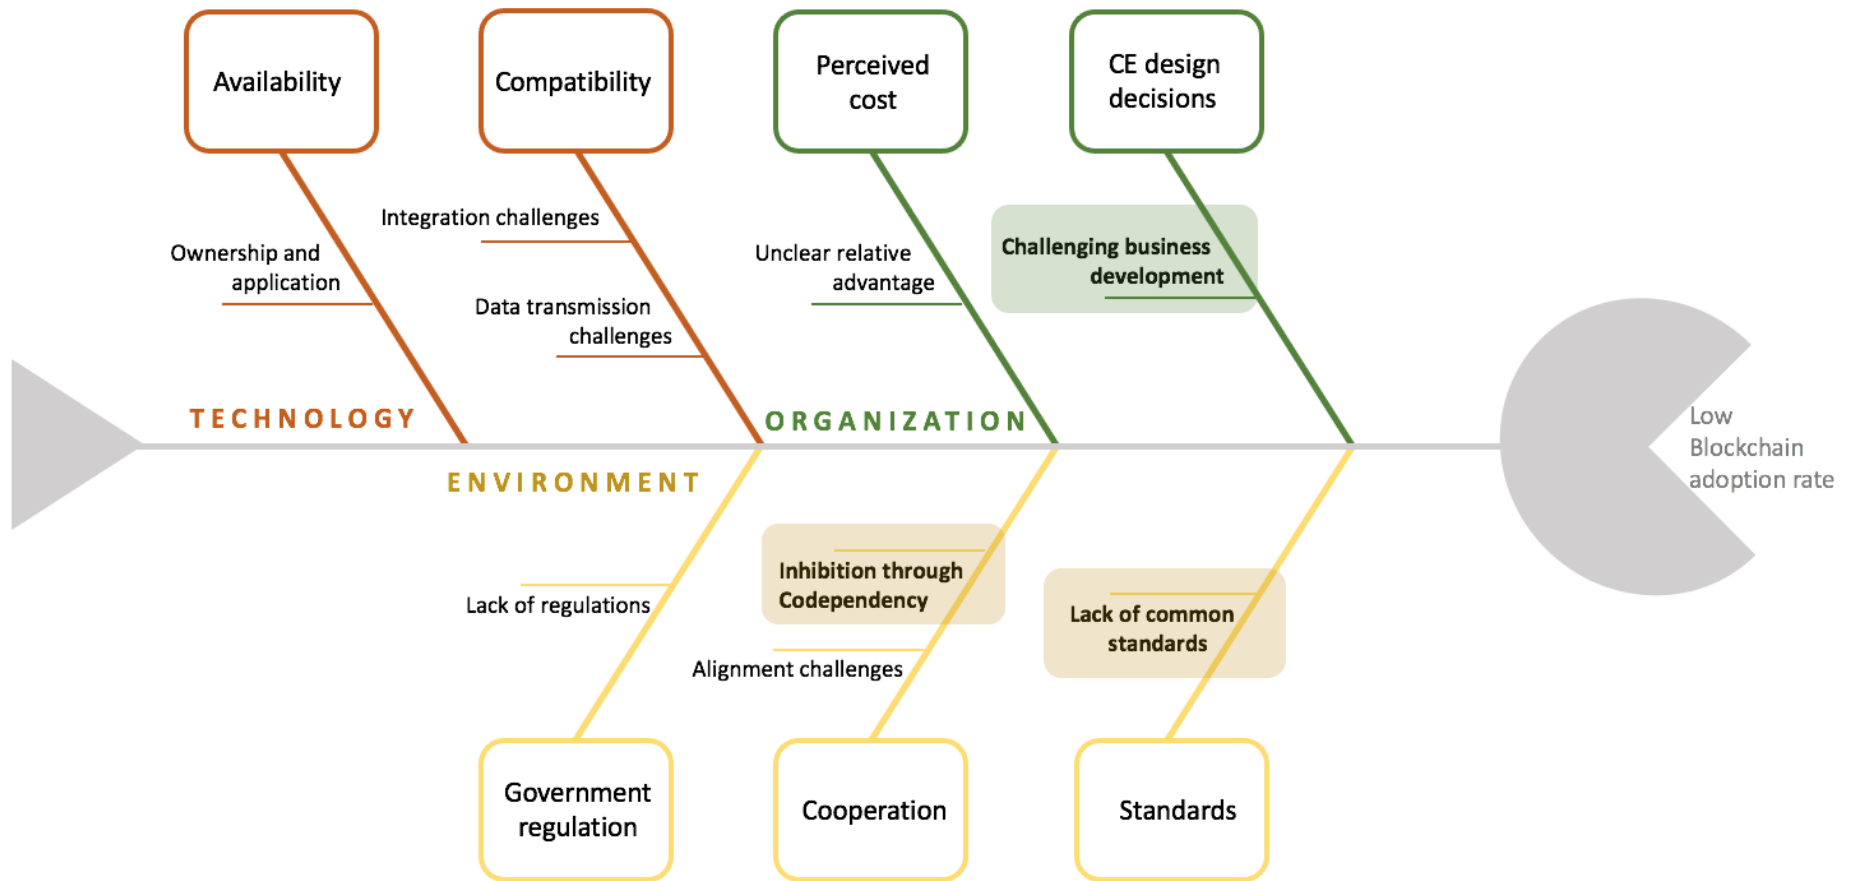 Availability
Compatibility
Perceived
cost
CE design
decisions
Integration challenges
Ownership and
application
Unclear relative
advantage
Challenging business
development
Data transmission
challenges
TECHNOLOGY
ORGANIZATION
Low
Blockchain
adoption rate
ENVIRONMENT
Inhibition through
Codependency
Lack of regulations
Lack of common
standards
Alignment challenges
Government
regulation
Cooperation
Standards